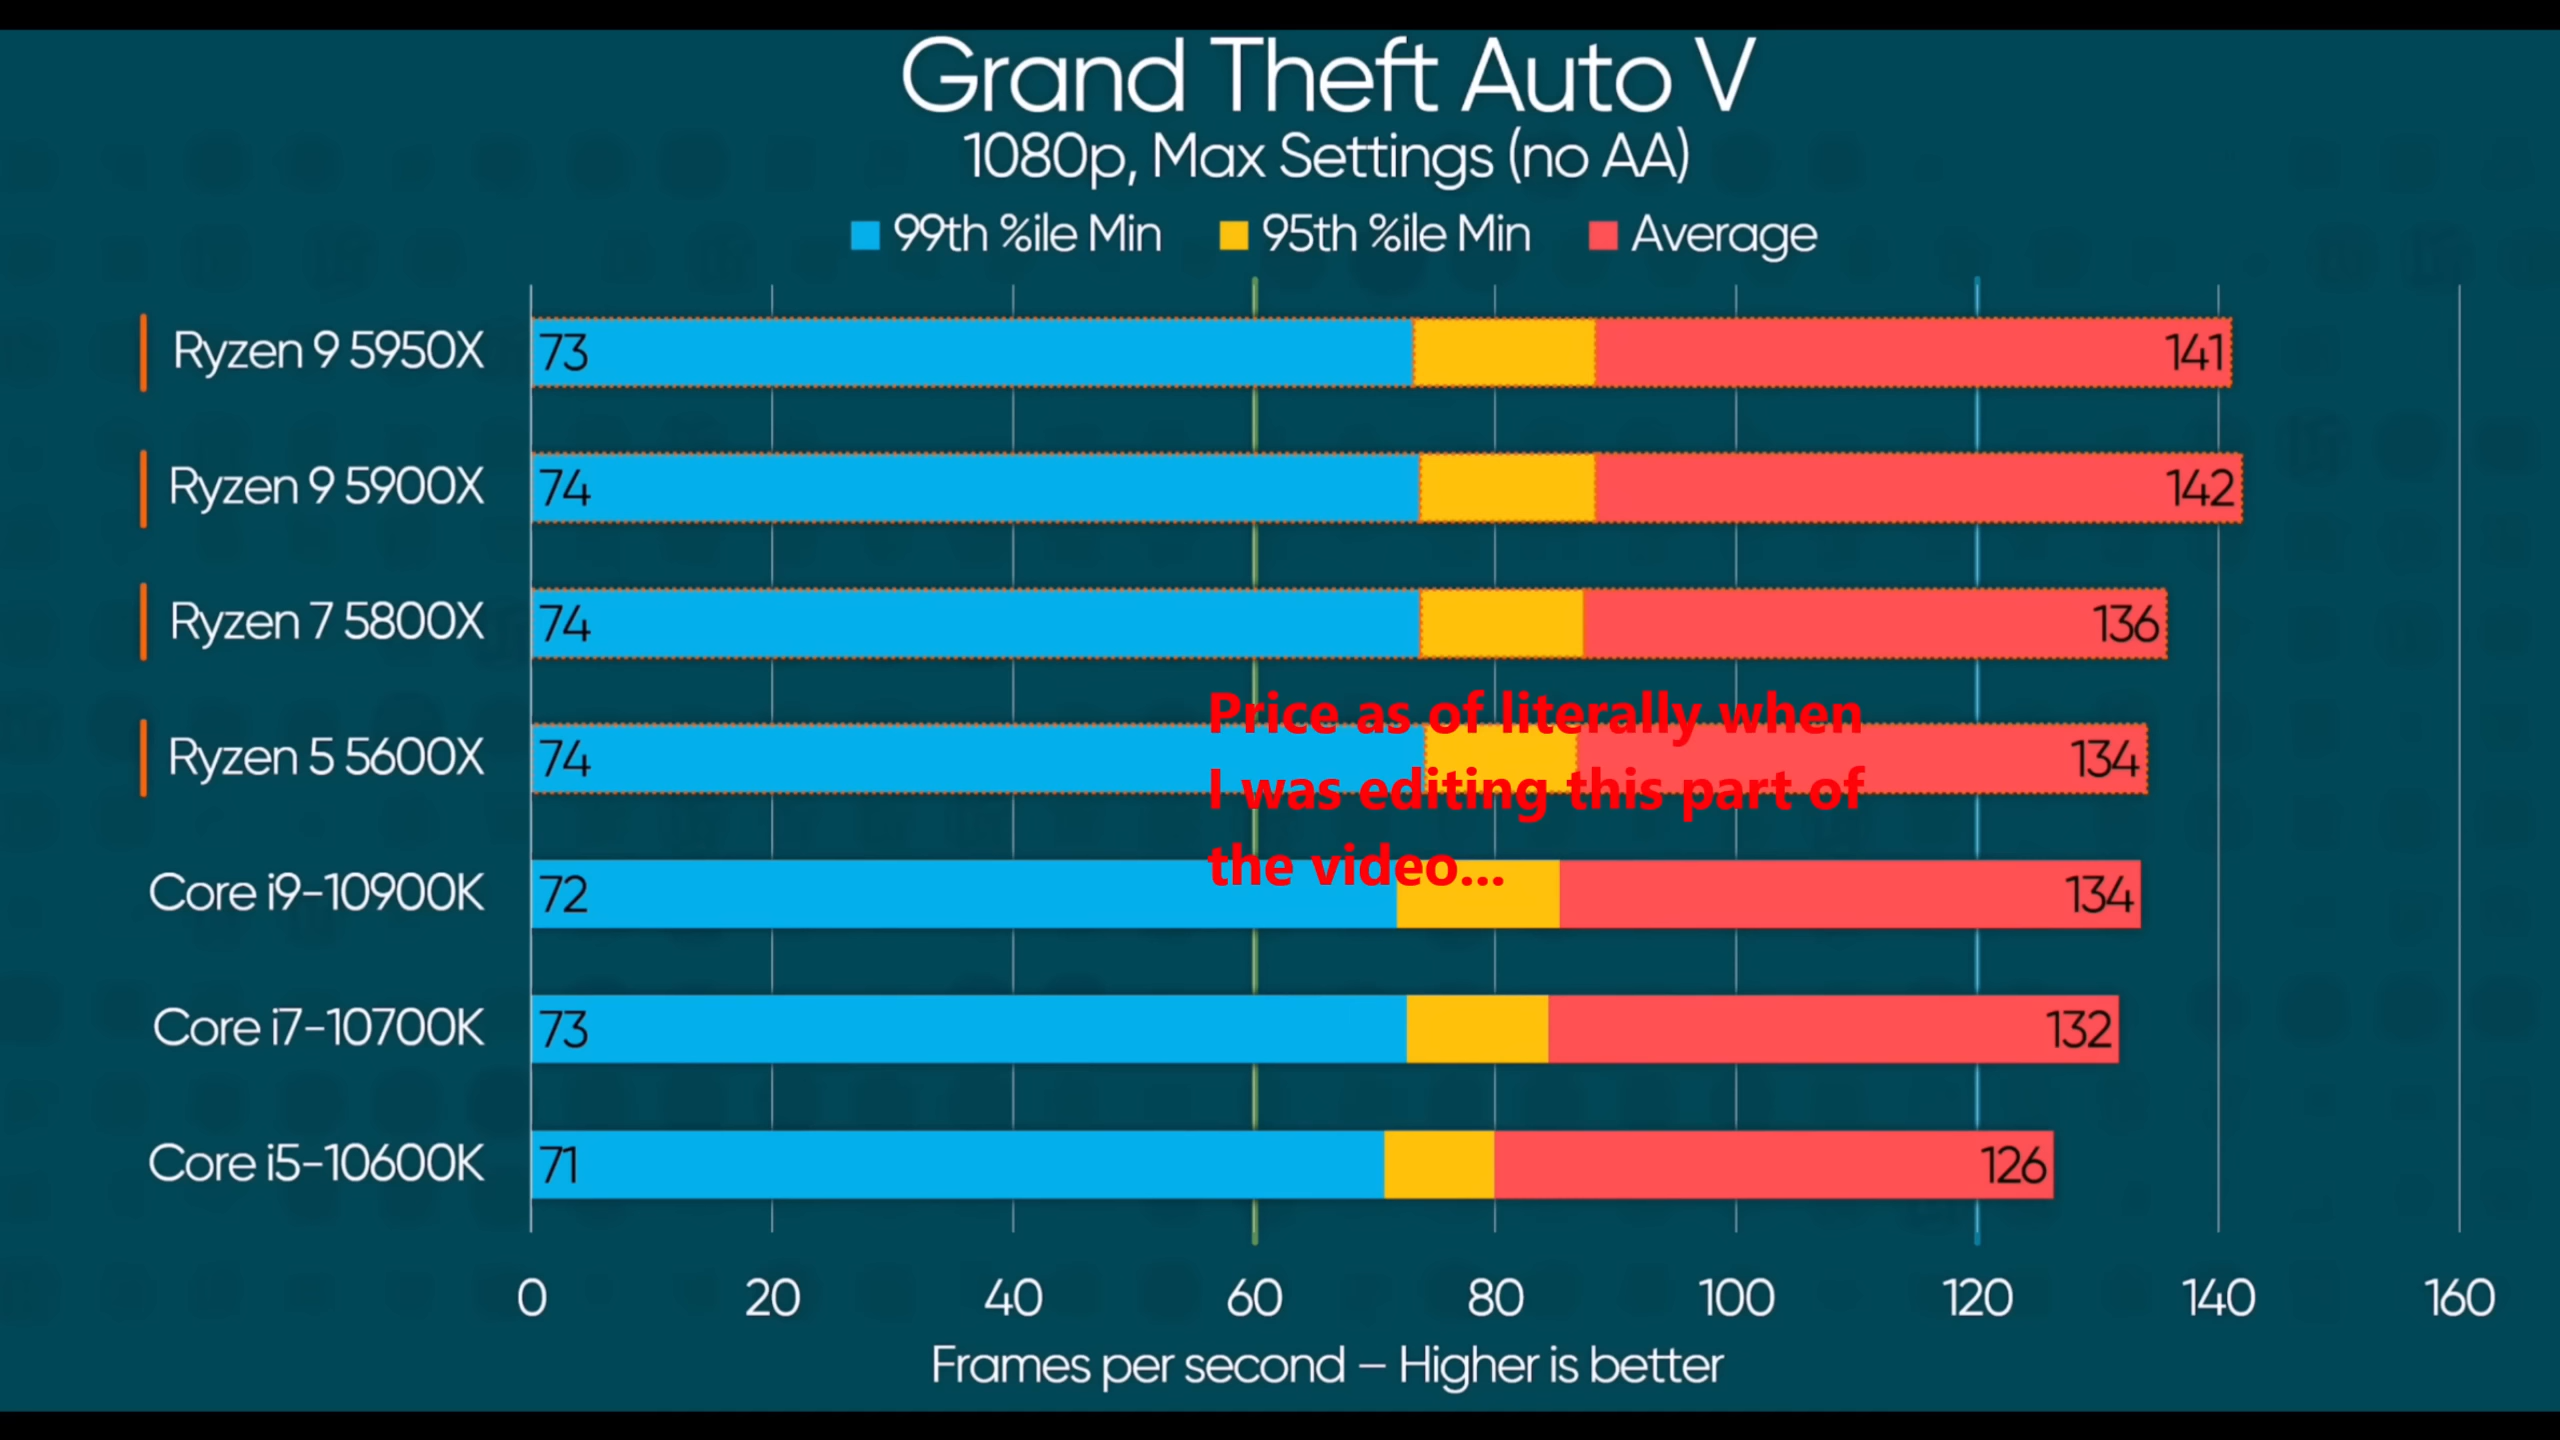 Grand Theft Auto V
1080p, Max Settings (no AA)
99th %ile Min 95th %ile Min Average
Ryzen 9 5950X 73 141
Ryzen 9 5900X 74 142
Ryzen 7 5800X 74 136
Price as of literally when
Ryzen 5 5600X 74 134
I was editing this part of
the video...
Core i9-10900K 72 134
Core i7-10700K 73 132
Core i5-10600K 71 126
0 20 40 60 80 100 120 140 160
Frames per second – Higher is better